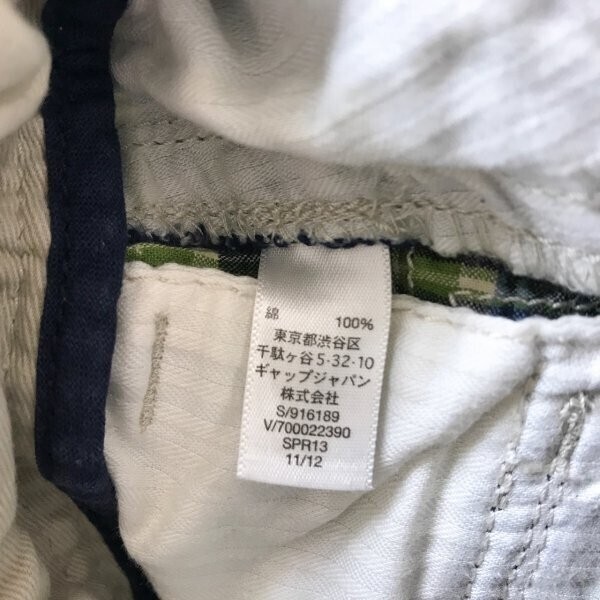 綿 100%
東京都渋谷区
千駄ヶ谷5-32-10
ギャップジャパン
株式会社
S/916189
V/700022390
SPR13
11/12